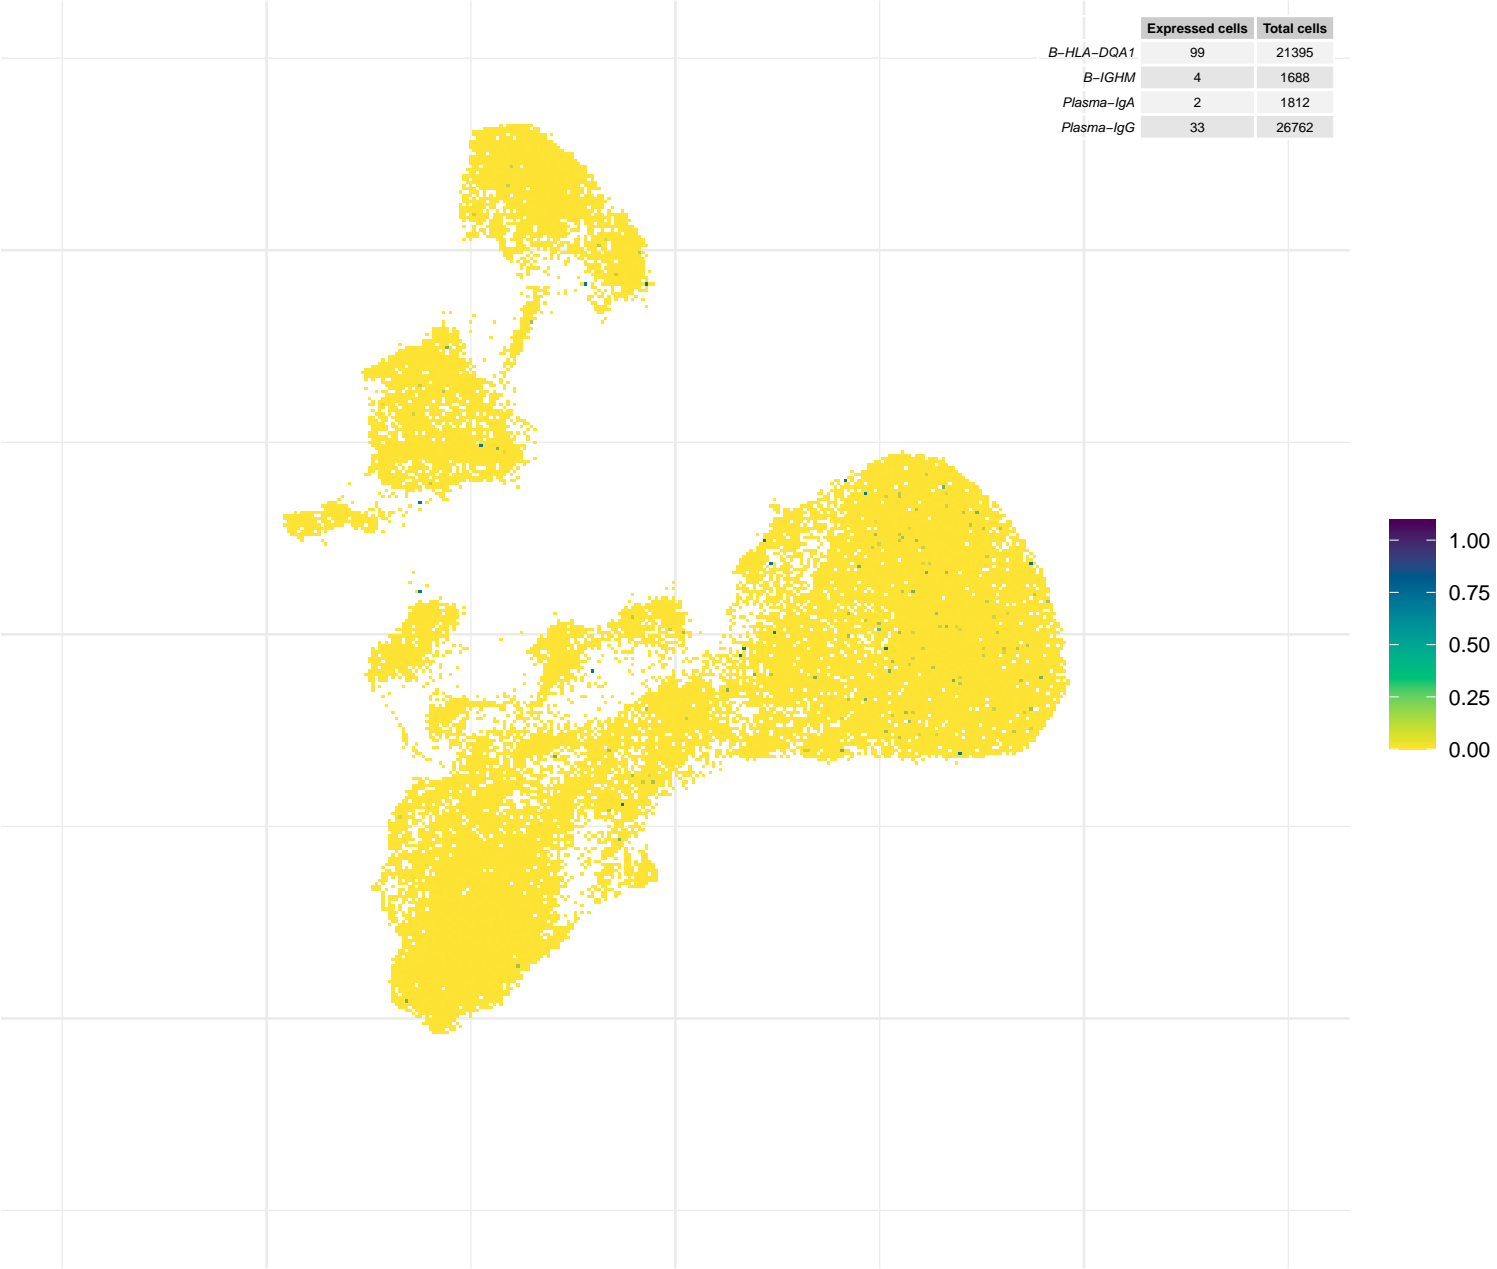 Expressed cells Total cells
B−HLA−DQA1 99 21395
B−IGHM 4 1688
Plasma−IgA 2 1812
Plasma−IgG 33 26762
1.00
0.75
0.50
0.25
0.00